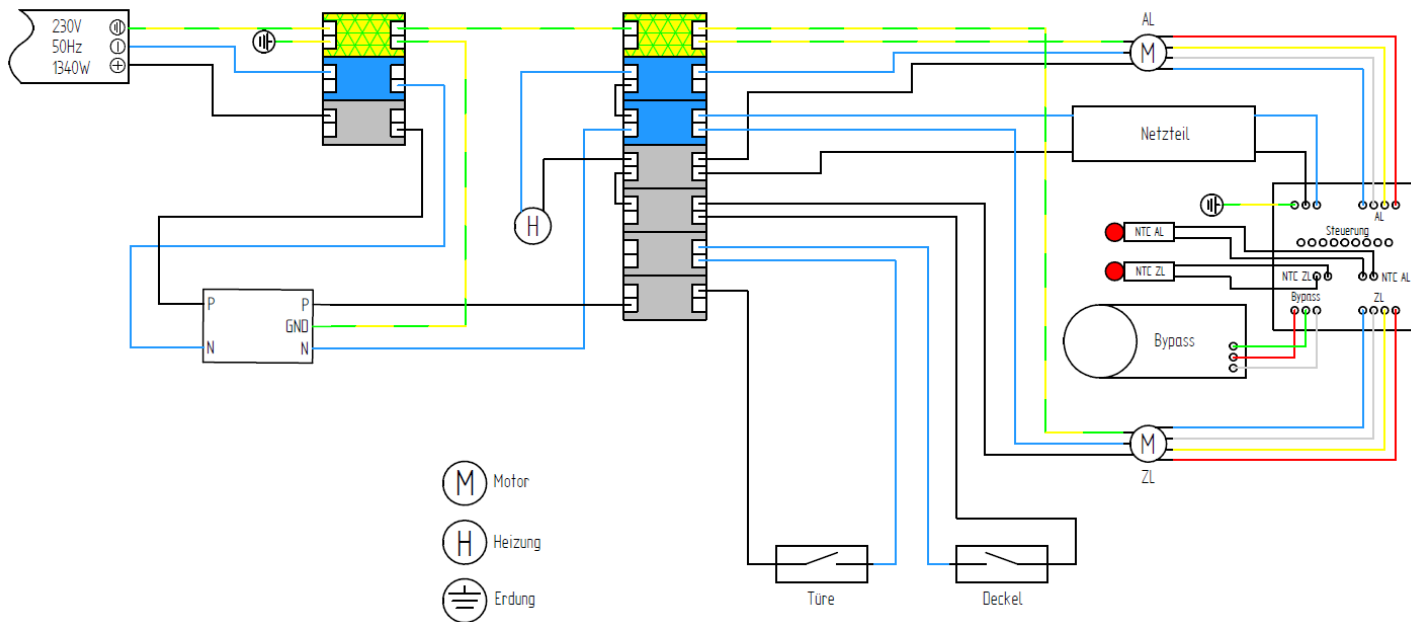 230V
50Hz
1340W
AL
M
Netzteil
H
AL
Steuerung
NTC AL
NTC ZL
NTC ZL
NTC AL
Bypass
ZL
P
P
GND
N
N
Bypass
M
ZL
M Motor
H Heizung
Erdung
Türe
Deckel